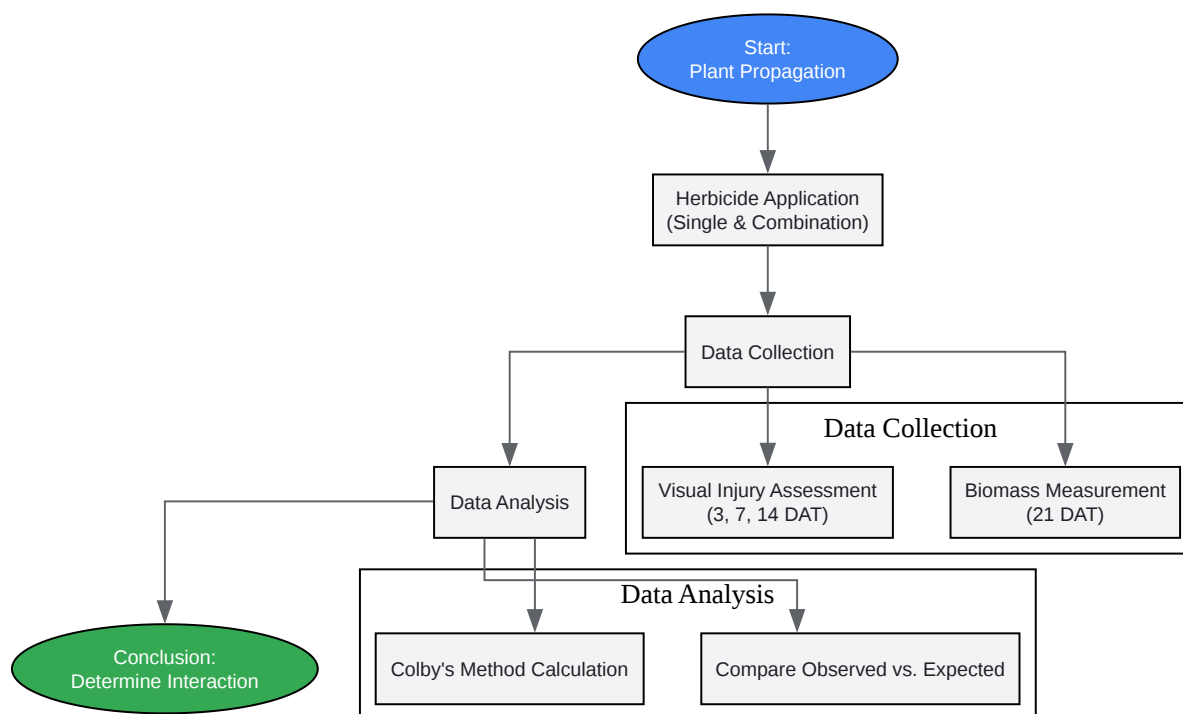 Start:
Plant Propagation
Herbicide Application
(Single & Combination)
Data Collection
Data Collection
Visual Injury Assessment
(3, 7, 14 DAT)
Biomass Measurement
(21 DAT)
Data Analysis
Data Analysis
Colby's Method Calculation
Compare Observed vs. Expected
Conclusion:
Determine Interaction